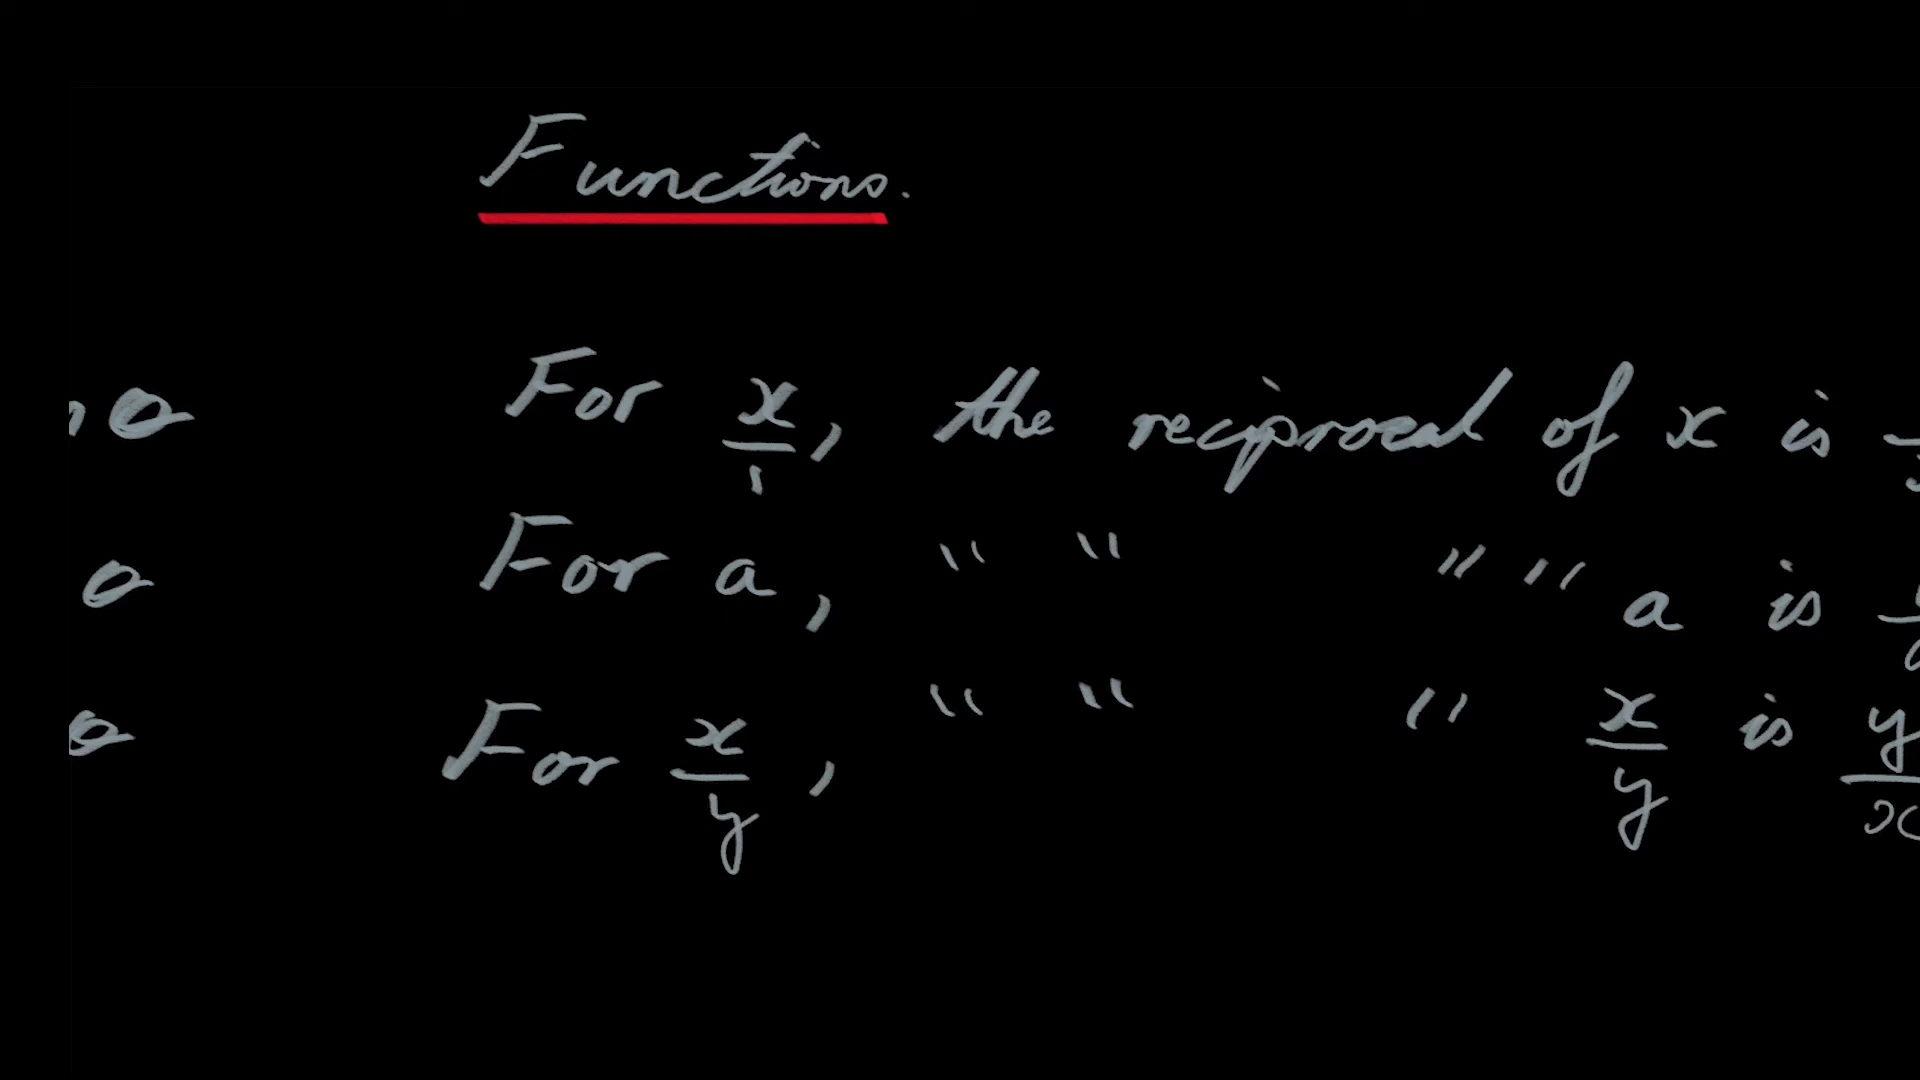 Functions.
n θ For x/1, the reciprocal of x is
θ For a, " " " " a is
θ For x/y, " " " x/y is y/x